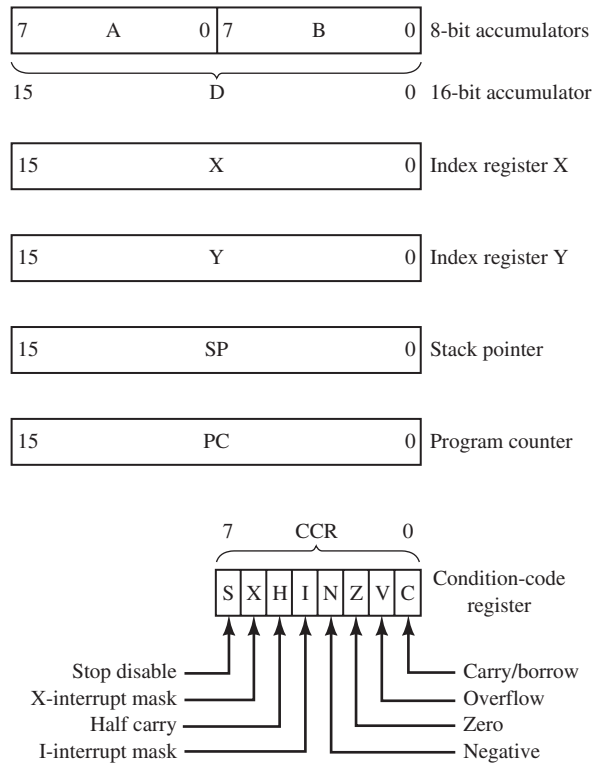 7 A 0 7 B 0 8-bit accumulators
15 D 0 16-bit accumulator
15 X 0 Index register X
15 Y 0 Index register Y
15 SP 0 Stack pointer
15 PC 0 Program counter
7 CCR 0
S X H I N Z V C Condition-code
register
Stop disable Carry/borrow
X-interrupt mask Overflow
Half carry Zero
I-interrupt mask Negative